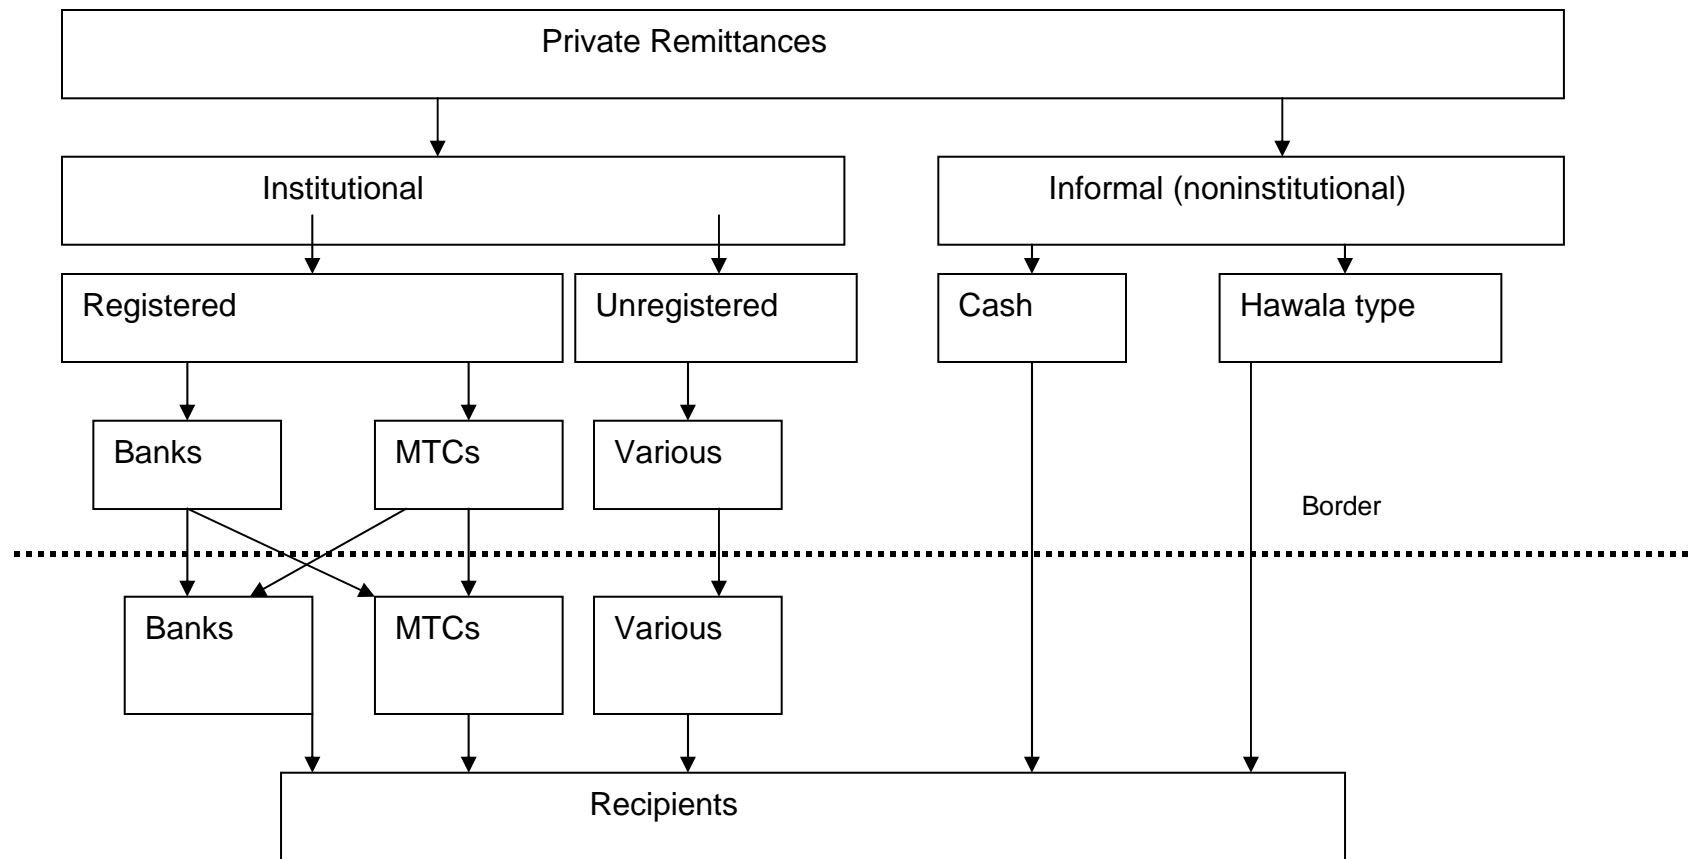 Private Remittances
Institutional
Informal (noninstitutional)
Registered
Unregistered
Cash
Hawala type
Banks
MTCs
Various
Border
Banks
MTCs
Various
Recipients